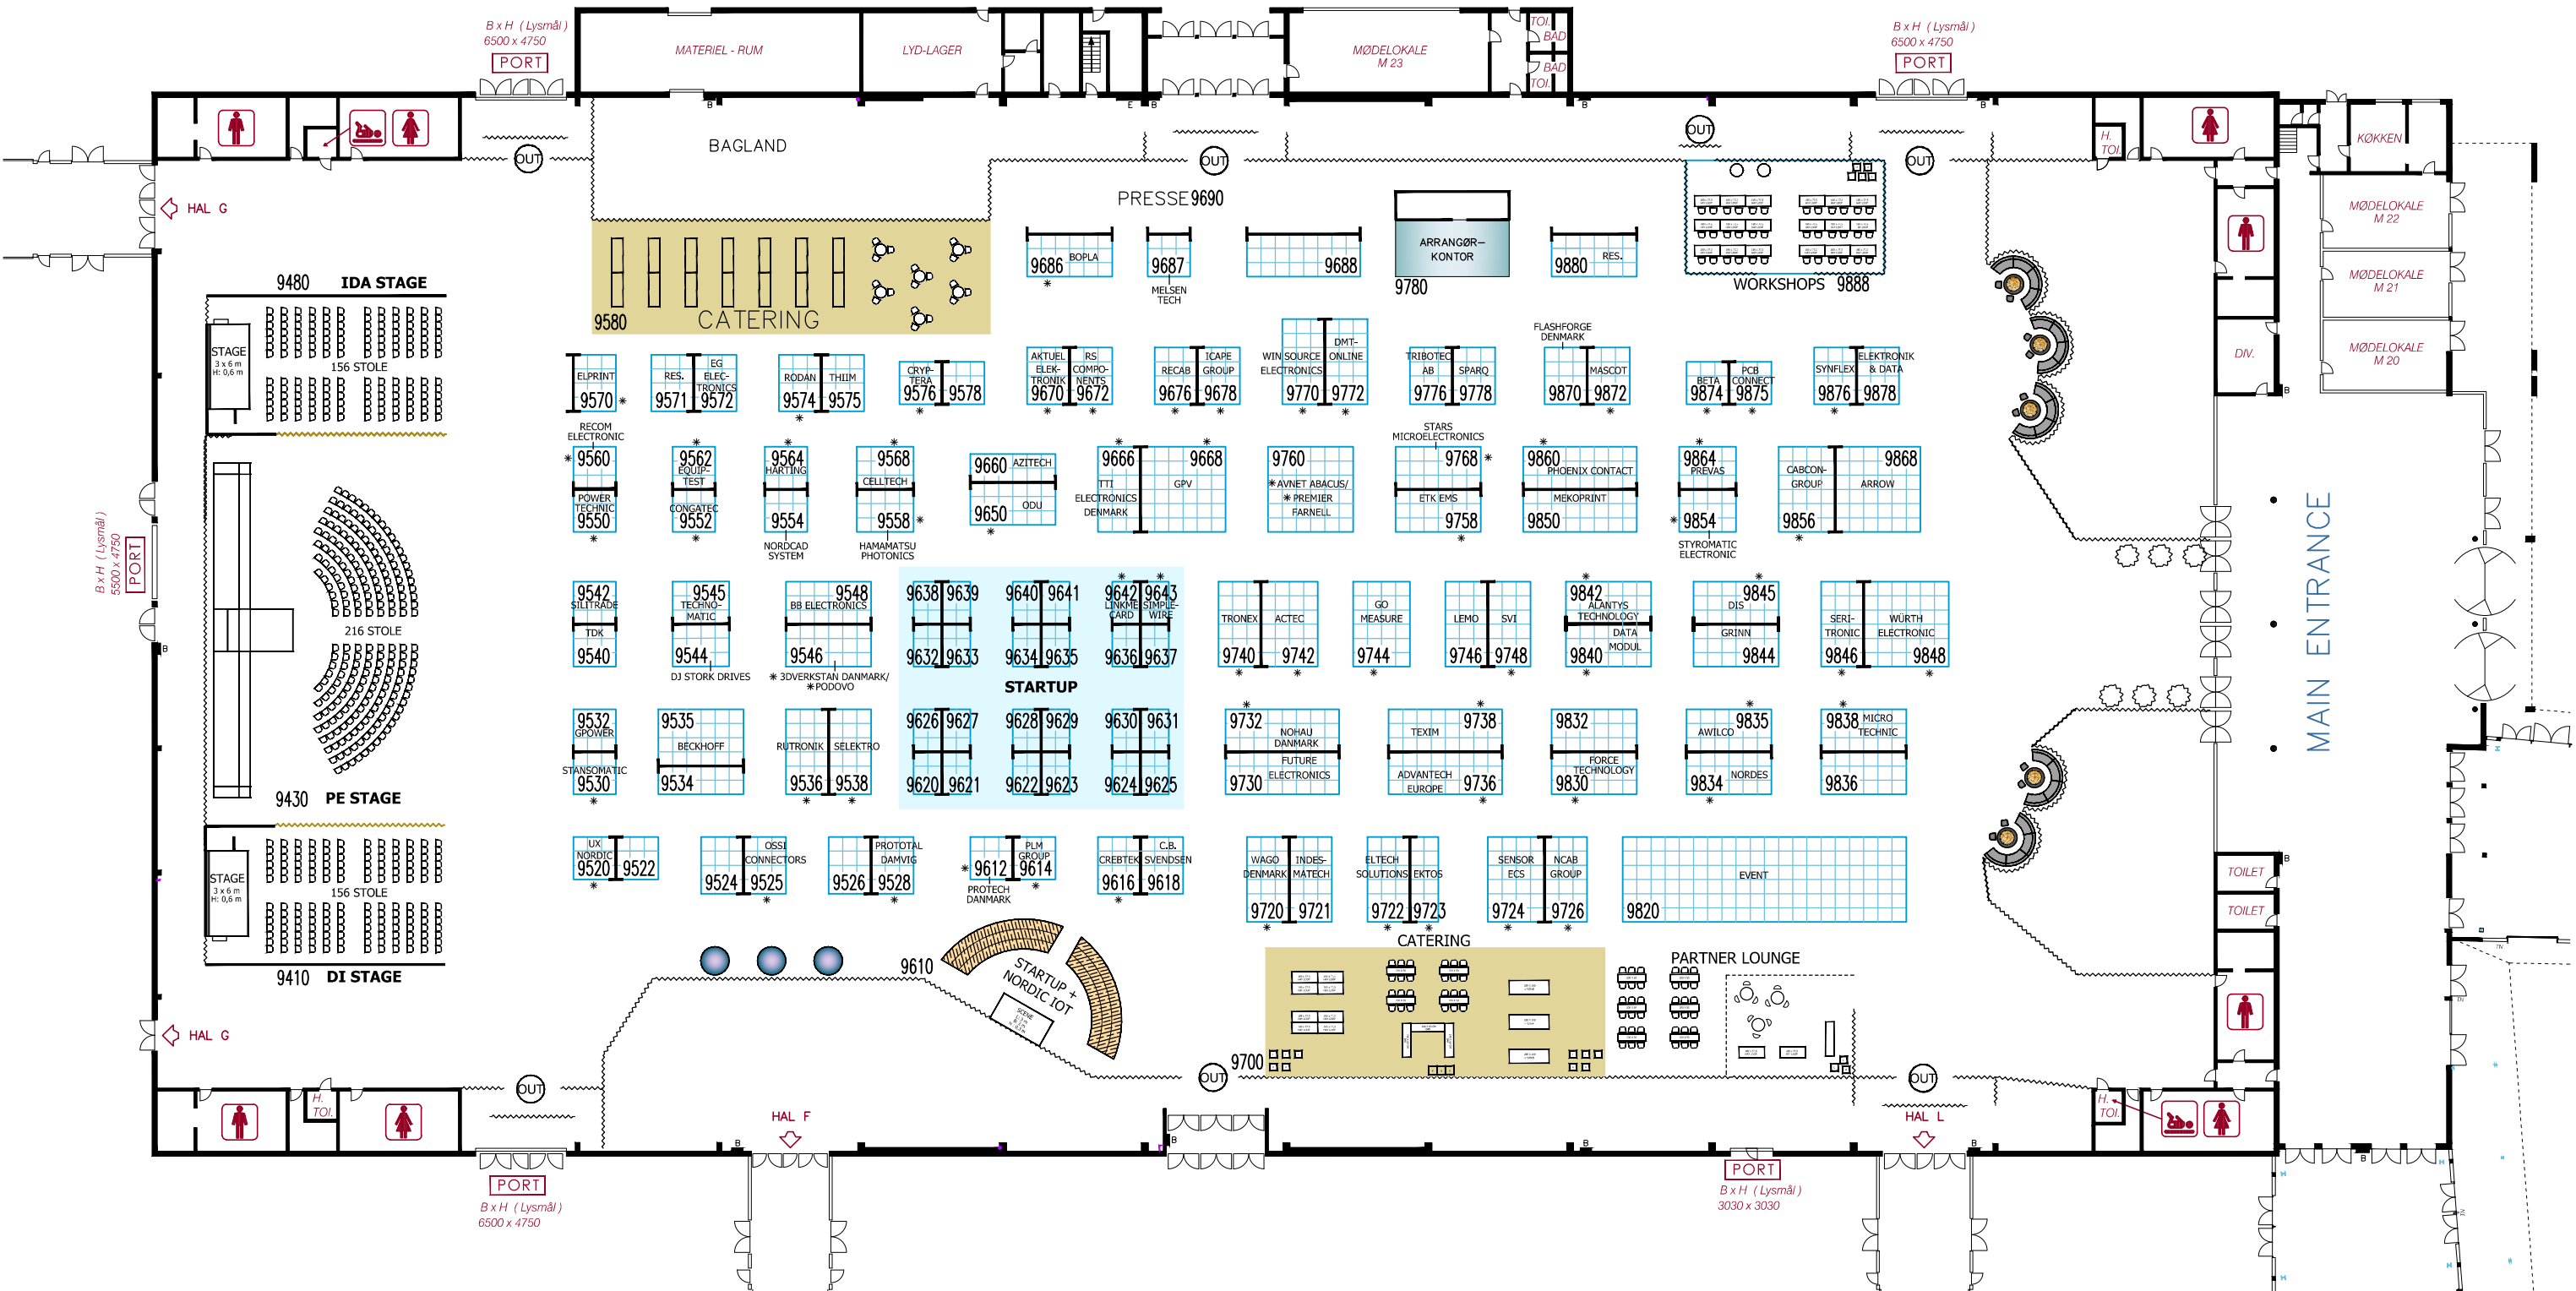 B x H ( Lysmål )
6500 x 4750
PORT
MATERIEL - RUM
LYD-LAGER
MØDELOKALE
M 23
TOI.
BAD
BAD
TOI.
B x H ( Lysmål )
6500 x 4750
PORT
B
E
B
B
B
BAGLAND
OUT
OUT
OUT
OUT
H.
TOI.
KØKKEN
HAL G
PRESSE 9690
MØDELOKALE
M 22
MØDELOKALE
M 21
MØDELOKALE
M 20
DIV.
B
9480 IDA STAGE
STAGE
3 x 6 m
H: 0,6 m
156 STOLE
9580 CATERING
9686 BOPLA
9687
MELSEN
TECH
9688
ARRANGØR-
KONTOR
9780
9880 RES.
WORKSHOPS 9888
ELPRINT
9570
RES.
9571
EG
ELEC-
TRONICS
9572
RODAN
9574
THIIM
9575
CRYP-
TERA
9576
9578
AKTUEL
ELEK-
TRONIK
9670
RS
COMPO-
NENTS
9672
RECAB
9676
ICAPE
GROUP
9678
WIN SOURCE
ELECTRONICS
9770
DMT-
ONLINE
9772
TRIBOTEC
AB
9776
SPARQ
9778
FLASHFORGE
DENMARK
9870
MASCOT
9872
BETA
9874
PCB
CONNECT
9875
SYNFLEX
9876
ELEKTRONIK
& DATA
9878
RECOM
ELECTRONIC
9560
POWER
TECHNIC
9550
9562
EQUIP-
TEST
CONGATEC
9552
9564
HARTING
9554
NORDCAD
SYSTEM
9568
CELLTECH
9558
HAMAMATSU
PHOTONICS
9660 AZITECH
ODU
9650
9666
TTI
ELECTRONICS
DENMARK
9668
GPV
9760
AVNET ABACUS/
PREMIER
FARNELL
STARS
MICROELECTRONICS
9768
ETK EMS
9758
9860
PHOENIX CONTACT
MEKOPRINT
9850
9864
PREVAS
9854
STYROMATIC
ELECTRONIC
CABCON-
GROUP
9856
9868
ARROW
B x H ( Lysmål )
5500 x 4750
PORT
B
216 STOLE
9430 PE STAGE
9542
SILITRADE
TDK
9540
9545
TECHNO-
MATIC
9544
DJ STORK DRIVES
9548
BB ELECTRONICS
9546
3DVERKSTAN DANMARK/
PODOVO
9638 9639
9632 9633
9640 9641
9634 9635
9642 9643
LINKME
CARD
SIMPLE-
WIRE
9636 9637
STARTUP
9626 9627
9620 9621
9628 9629
9622 9623
9630 9631
9624 9625
TRONEX
9740
ACTEC
9742
GO
MEASURE
9744
LEMO
9746
SVI
9748
9842
ALANTYS
TECHNOLOGY
DATA
MODUL
9840
9845
DIS
GRINN
9844
SERI-
TRONIC
9846
WÜRTH
ELECTRONIC
9848
MAIN ENTRANCE
9532
GPOWER
STANSOMATIC
9530
9535
BECKHOFF
9534
RUTRONIK
9536
SELEKTRO
9538
9732
NOHAU
DANMARK
FUTURE
ELECTRONICS
9730
9738
TEXIM
ADVANTECH
EUROPE
9736
9832
FORCE
TECHNOLOGY
9830
9835
AWILCO
NORDES
9834
9838 MICRO
TECHNIC
9836
STAGE
3 x 6 m
H: 0,6 m
156 STOLE
9410 DI STAGE
UX
NORDIC
9520
9522
9524
OSSI
CONNECTORS
9525
9526
PROTOTAL
DAMVIG
9528
9612
PROTECH
DANMARK
PLM
GROUP
9614
CREBTEK
9616
C.B.
SVENDSEN
9618
WAGO
DENMARK
9720
INDES-
MATECH
9721
ELTECH
SOLUTIONS
9722
EKTOS
9723
SENSOR
ECS
9724
NCAB
GROUP
9726
EVENT
9820
B
TOILET
TOILET
9610
STARTUP +
NORDIC IOT
SCENE
CATERING
9700
PARTNER LOUNGE
HAL G
OUT
OUT
OUT
H.
TOI.
H.
TOI.
HAL F
HAL L
B
B
B
B
B
PORT
B x H ( Lysmål )
6500 x 4750
PORT
B x H ( Lysmål )
3030 x 3030